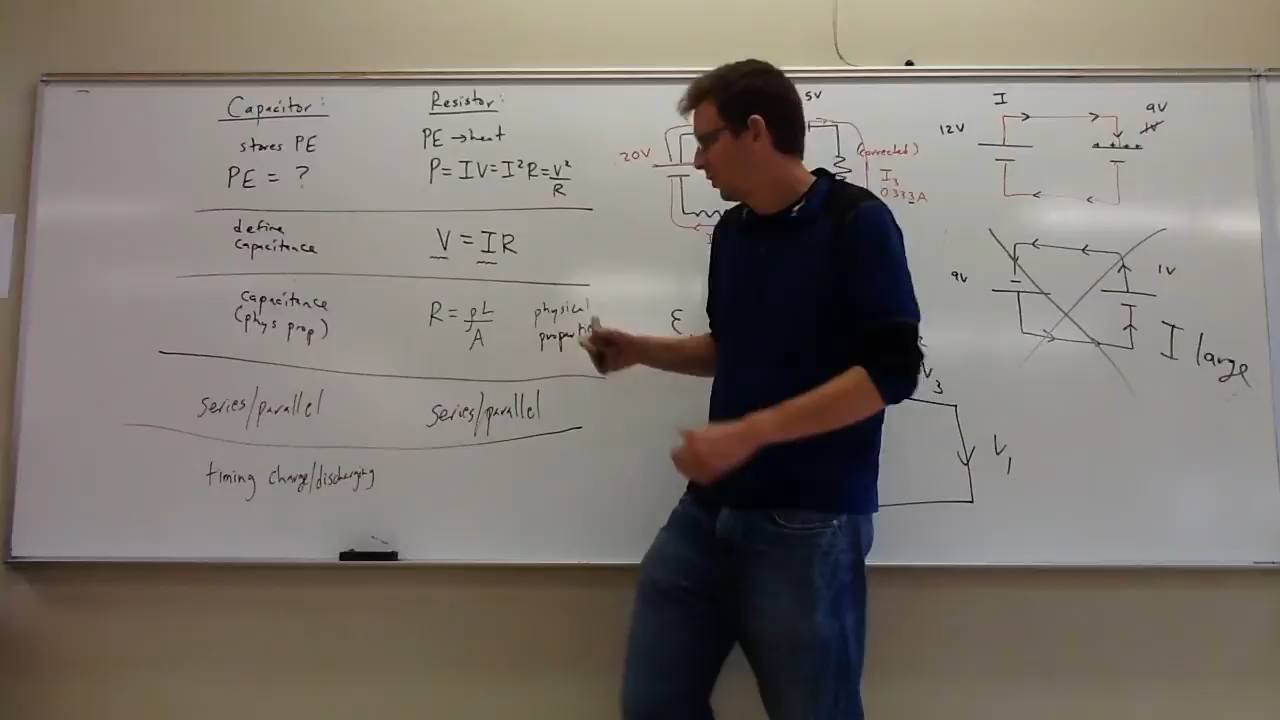 Capacitor:
stores PE
PE = ?
define
capacitance
capacitance
(phys prop)
series/parallel
timing charge/discharging
Resistor:
PE → heat
P = IV = I²R = V²/R
V = IR
R = ρL/A
physical
series/parallel
20V
5V
(corrected)
I₃
0.333A
ε
V₃
V₁
I
12V
9V
9V
1V
I large